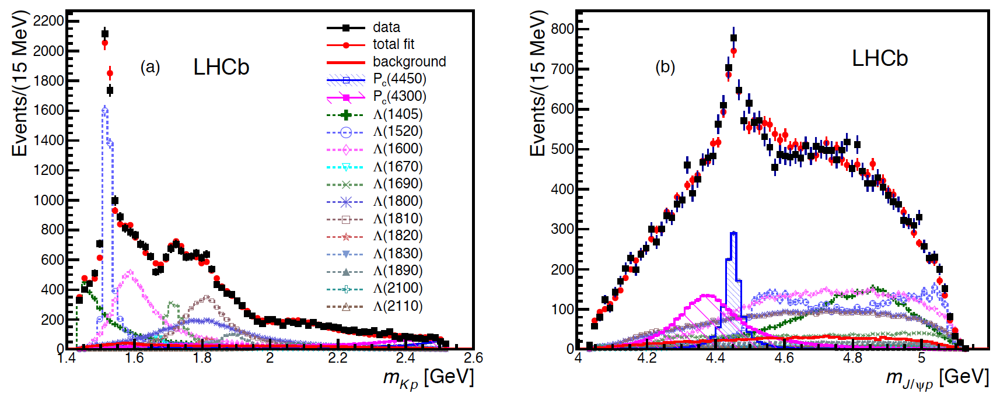 Events/(15 MeV)
2200
2000
1800
1600
1400
1200
1000
800
600
400
200
0
1.4
1.6
1.8
2
2.2
2.4
2.6
m_Kp [GeV]
(a)
LHCb
data
total fit
background
P_c(4450)
P_c(4300)
Λ(1405)
Λ(1520)
Λ(1600)
Λ(1670)
Λ(1690)
Λ(1800)
Λ(1810)
Λ(1820)
Λ(1830)
Λ(1890)
Λ(2100)
Λ(2110)
Events/(15 MeV)
800
700
600
500
400
300
200
100
0
4
4.2
4.4
4.6
4.8
5
m_J/ψp [GeV]
(b)
LHCb